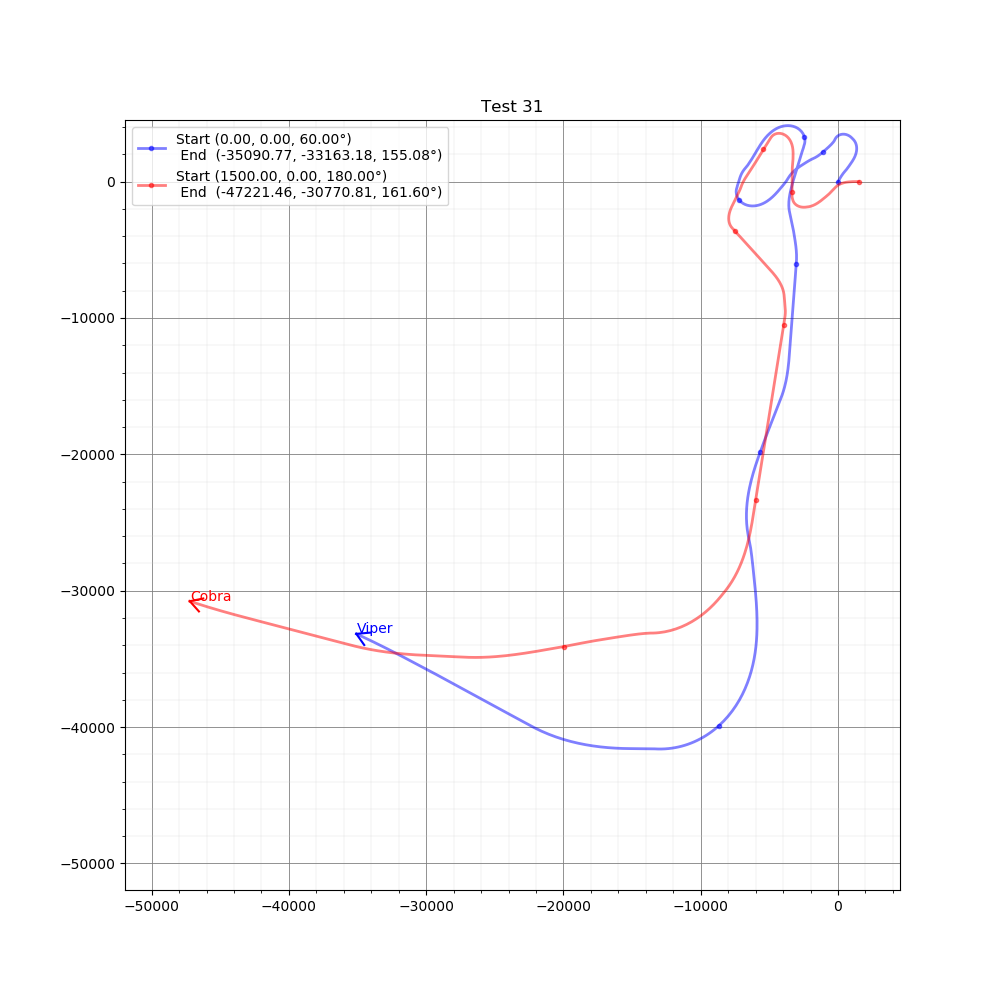 Test 31
Start (0.00, 0.00, 60.00°)
End  (-35090.77, -33163.18, 155.08°)
Start (1500.00, 0.00, 180.00°)
End  (-47221.46, -30770.81, 161.60°)
0
−10000
−20000
−30000
−40000
−50000
Cobra
Viper
−50000
−40000
−30000
−20000
−10000
0